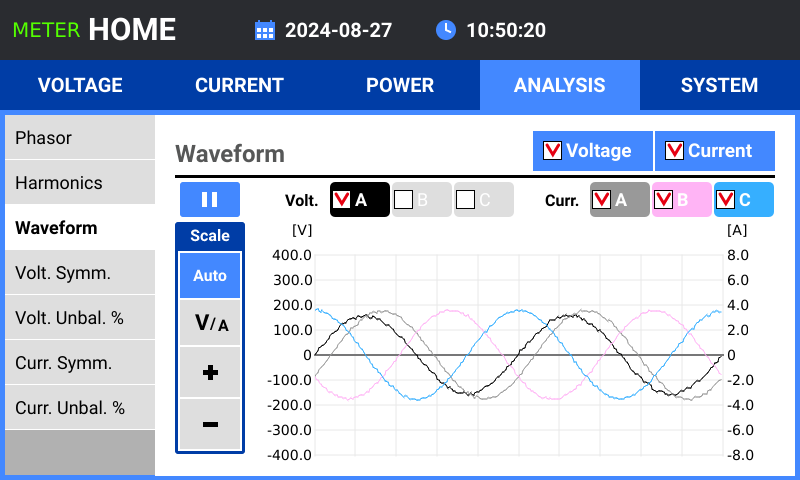 METER HOME 2024-08-27 10:50:20
VOLTAGE CURRENT POWER ANALYSIS SYSTEM
Phasor
Harmonics
Waveform
Volt. Symm.
Volt. Unbal. %
Curr. Symm.
Curr. Unbal. %
Waveform Voltage Current
Volt. A B C Curr. A B C
Scale
Auto
V/A
+
−
[V] [A]
400.0 8.0
300.0 6.0
200.0 4.0
100.0 2.0
0 0
-100.0 -2.0
-200.0 -4.0
-300.0 -6.0
-400.0 -8.0